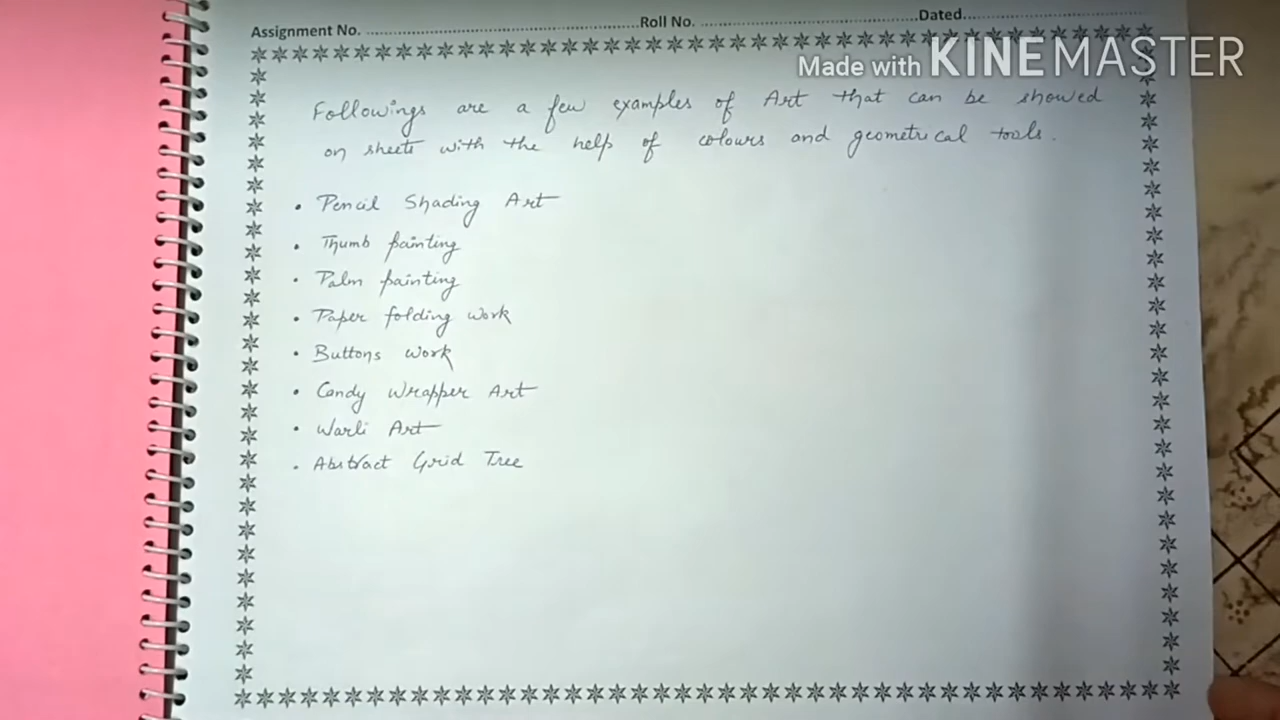 Assignment No. ..........................................Roll No. ..........................................Dated..........................................
Made with KINEMASTER
Followings are a few examples of Art that can be showed
on sheets with the help of colours and geometrical tools.
• Pencil Shading Art
• Thumb painting
• Palm painting
• Paper folding work
• Buttons work
• Candy Wrapper Art
• Warli Art
• Abstract Grid Tree